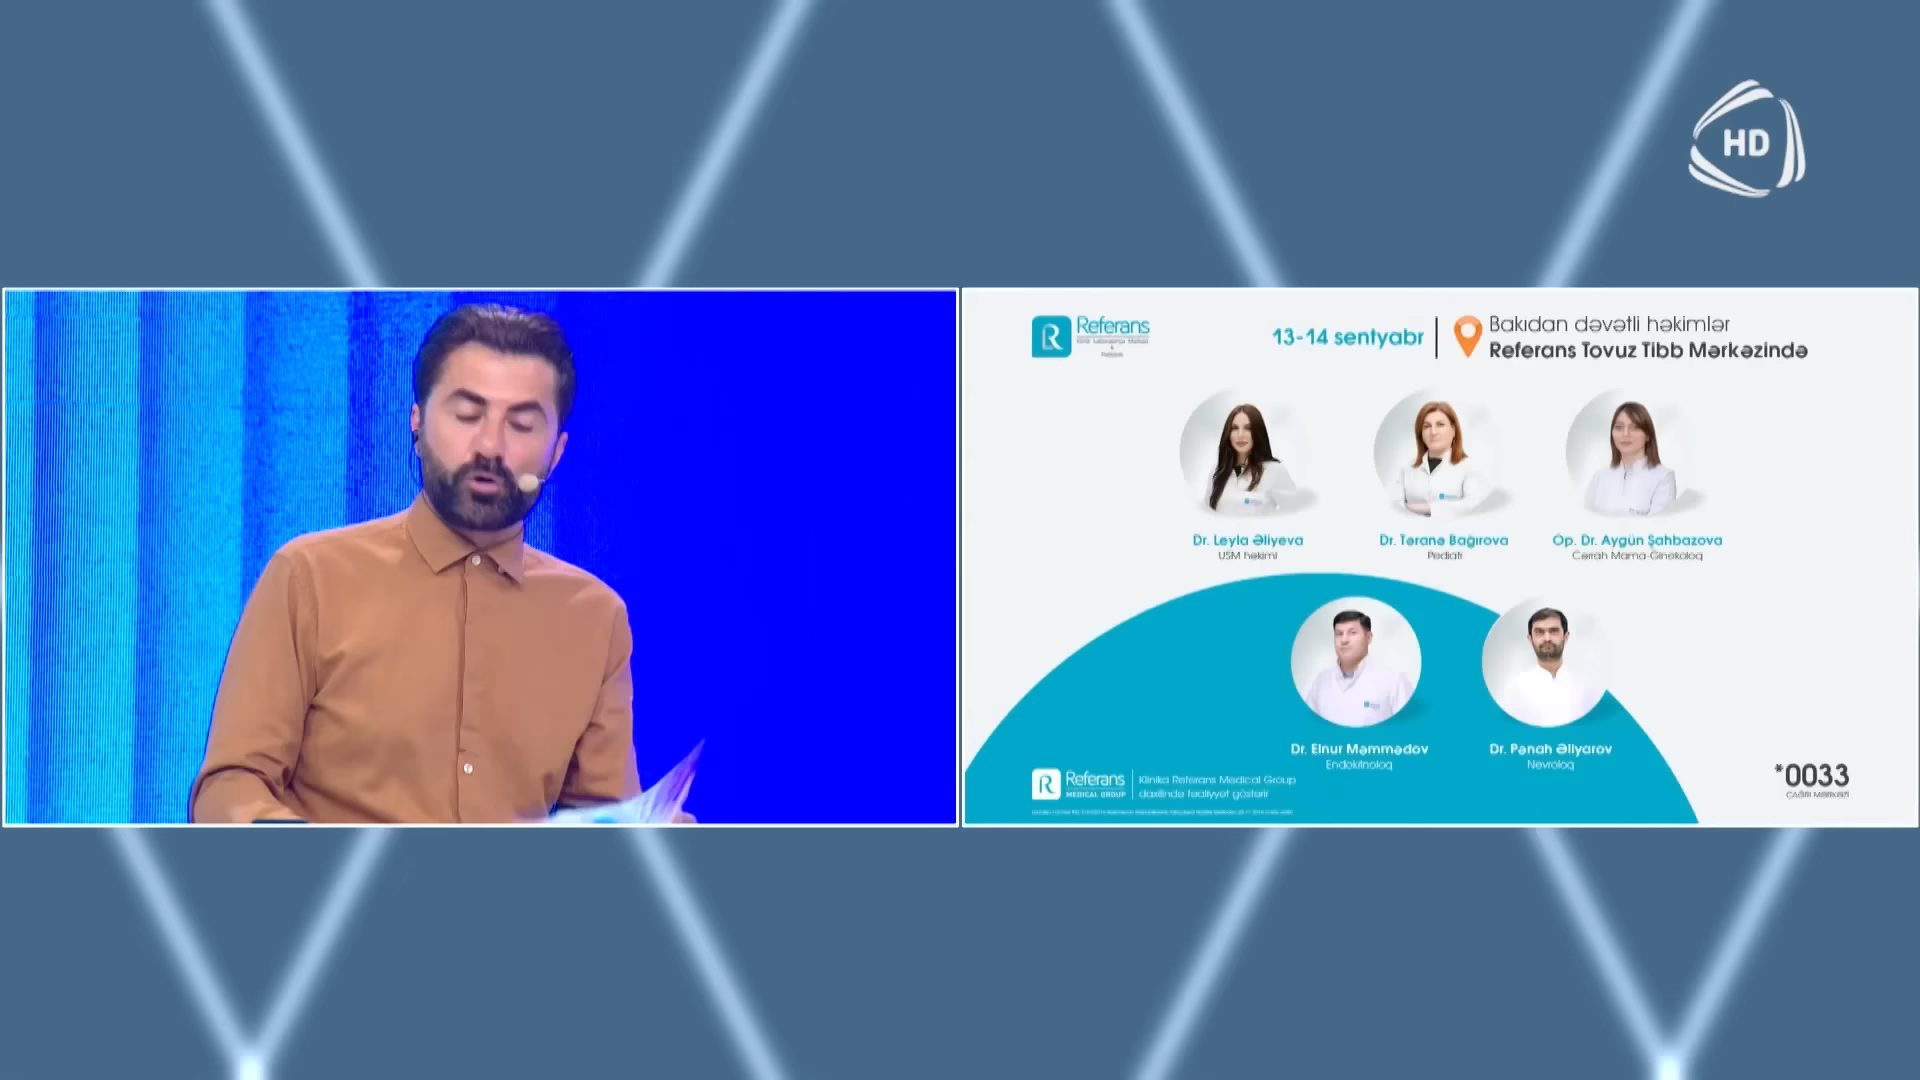 HD
Referans
13-14 sentyabr
Bakıdan dəvətli həkimlər
Referans Tovuz Tibb Mərkəzində
Dr. Leyla Əliyeva
USM həkimi
Dr. Təranə Bağırova
Pediatr
Op. Dr. Aygün Şahbazova
Cərrah Mama-Ginekoloq
Dr. Elnur Məmmədov
Endokrinoloq
Dr. Pənah Əliyarov
Nevroloq
Referans
MEDICAL GROUP
Klinika Referans Medical Group
daxilində fəaliyyət göstərir
*0033
ÇAĞRI MƏRKƏZİ